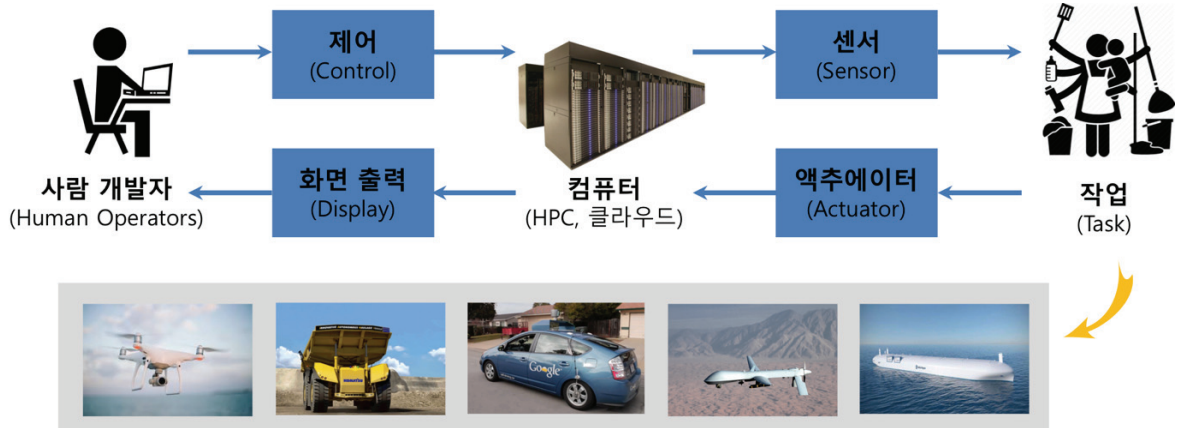 제어
(Control)
센서
(Sensor)
사람 개발자
(Human Operators)
화면 출력
(Display)
컴퓨터
(HPC, 클라우드)
액추에이터
(Actuator)
작업
(Task)
KOMATSU
Google